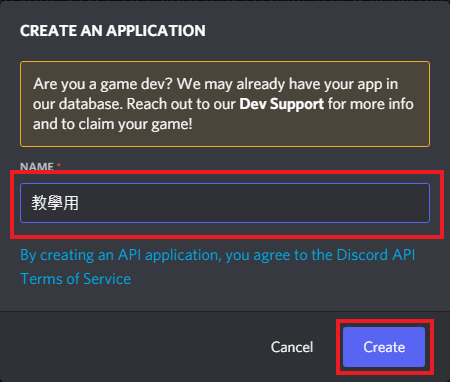 CREATE AN APPLICATION
Are you a game dev? We may already have your app in
our database. Reach out to our Dev Support for more info
and to claim your game!
NAME *
教學用
By creating an API application, you agree to the Discord API
Terms of Service
Cancel
Create